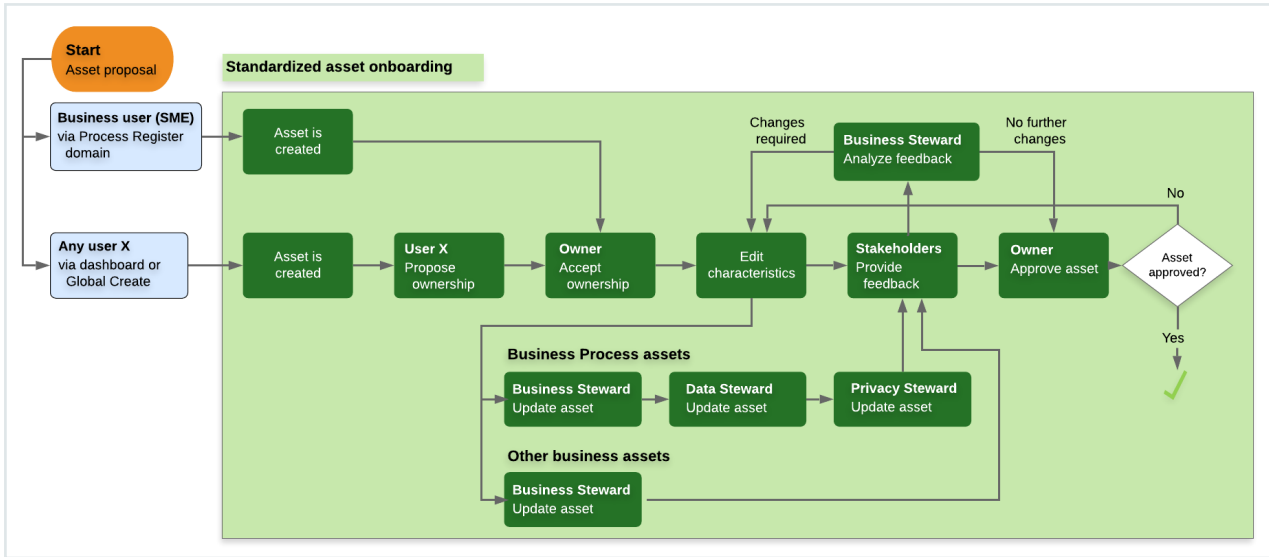 Start
Asset proposal
Standardized asset onboarding
Business user (SME)
via Process Register
domain
Asset is
created
Changes
required
Business Steward
Analyze feedback
No further
changes
No
Any user X
via dashboard or
Global Create
Asset is
created
User X
Propose
ownership
Owner
Accept
ownership
Edit
characteristics
Stakeholders
Provide
feedback
Owner
Approve asset
Asset
approved?
Yes
Business Process assets
Business Steward
Update asset
Data Steward
Update asset
Privacy Steward
Update asset
Other business assets
Business Steward
Update asset